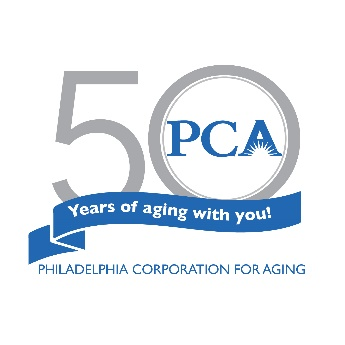 50
PCA
Years of aging with you!
PHILADELPHIA CORPORATION FOR AGING